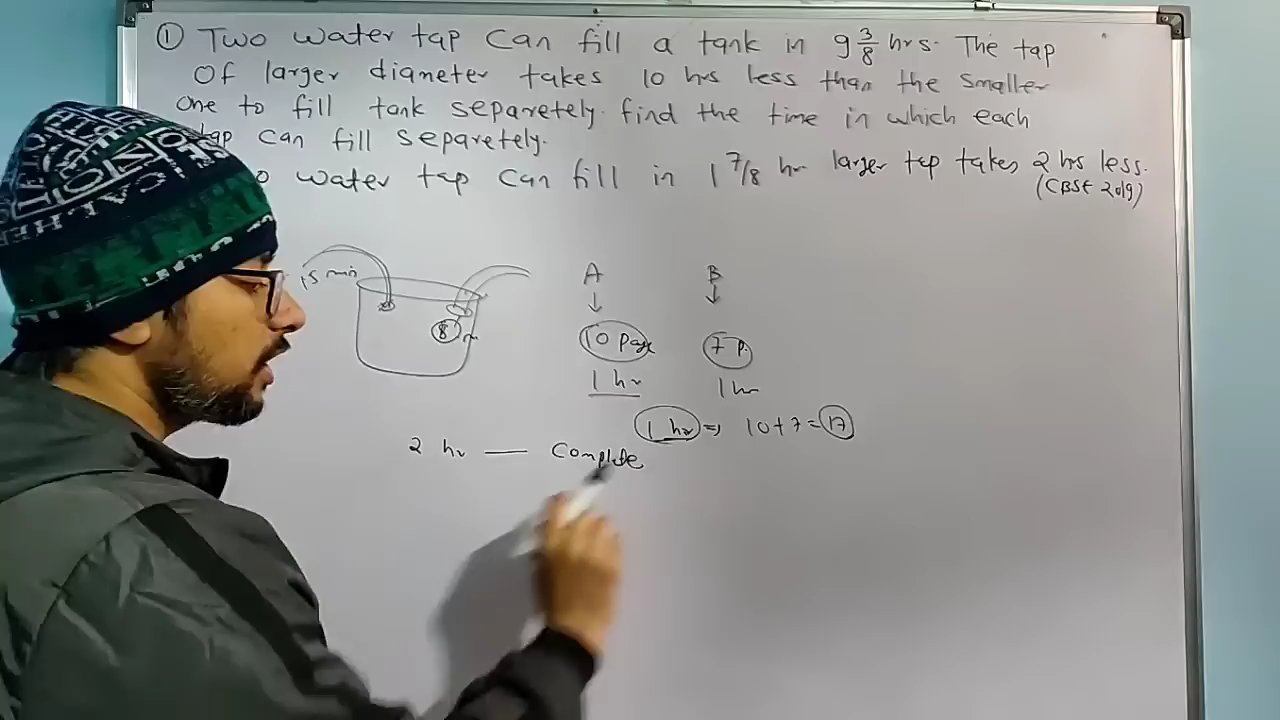 ① Two water tap can fill a tank in 9 3/8 hrs. The tap
of larger diameter takes 10 hrs less than the smaller
one to fill tank separetely. find the time in which each
tap can fill separetely.
water tap can fill in 1 7/8 hr larger tap takes 2 hrs less.
(CBSE 2019)
15 min
8
A B
↓ ↓
10 Page 7 P.
1 hr 1 hr
1 hr ⇒ 10+7=17
2 hr — Complete